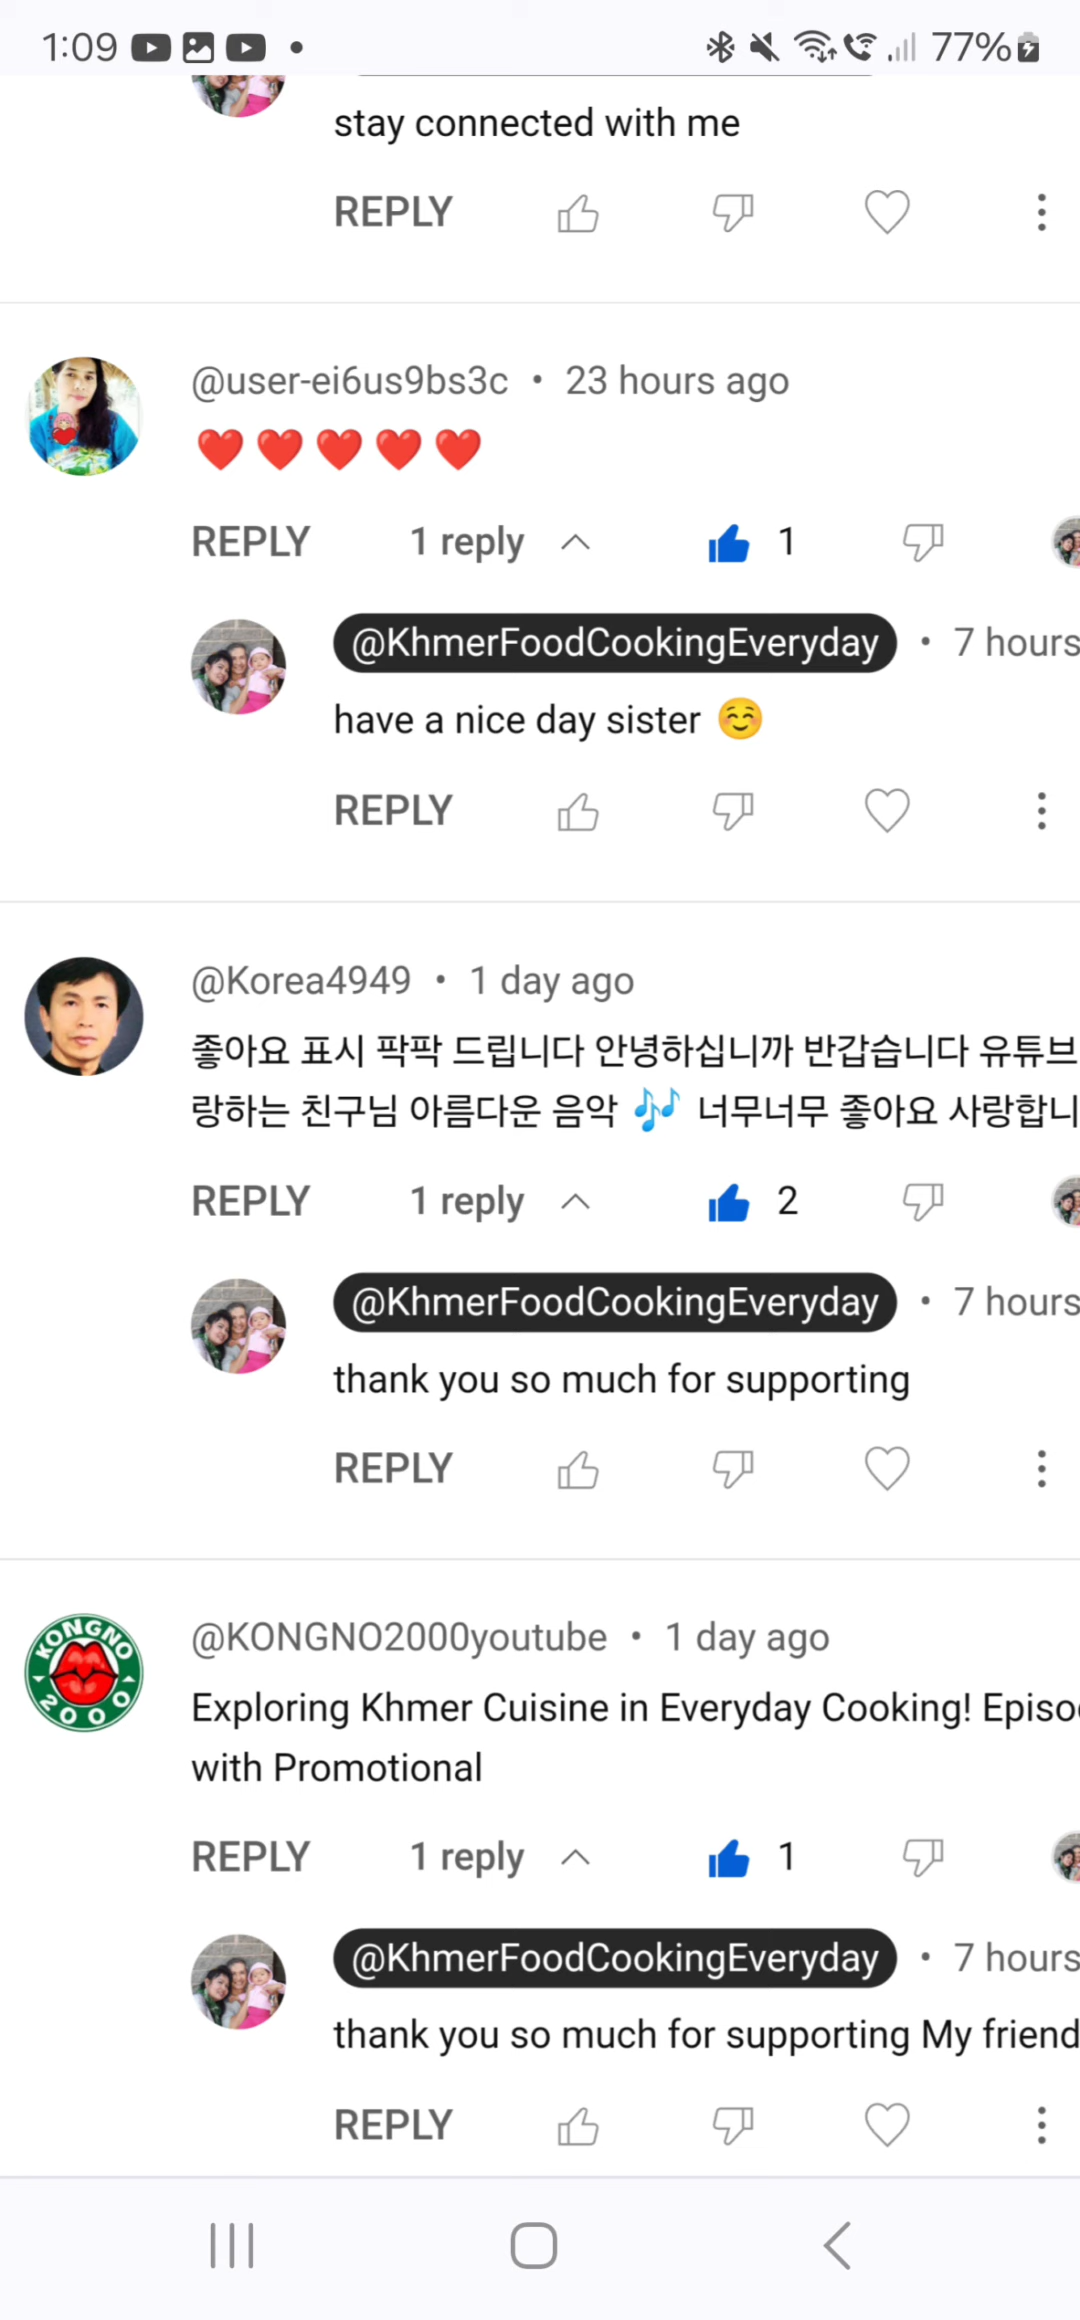 1:09
77%
stay connected with me
REPLY
@user-ei6us9bs3c • 23 hours ago
❤️❤️❤️❤️❤️
REPLY 1 reply 1
@KhmerFoodCookingEveryday • 7 hours
have a nice day sister ☺️
REPLY
@Korea4949 • 1 day ago
좋아요 표시 팍팍 드립니다 안녕하십니까 반갑습니다 유튜브
랑하는 친구님 아름다운 음악 🎶 너무너무 좋아요 사랑합니
REPLY 1 reply 2
@KhmerFoodCookingEveryday • 7 hours
thank you so much for supporting
REPLY
KONGNO
2000
@KONGNO2000youtube • 1 day ago
Exploring Khmer Cuisine in Everyday Cooking! Episo
with Promotional
REPLY 1 reply 1
@KhmerFoodCookingEveryday • 7 hours
thank you so much for supporting My friend
REPLY